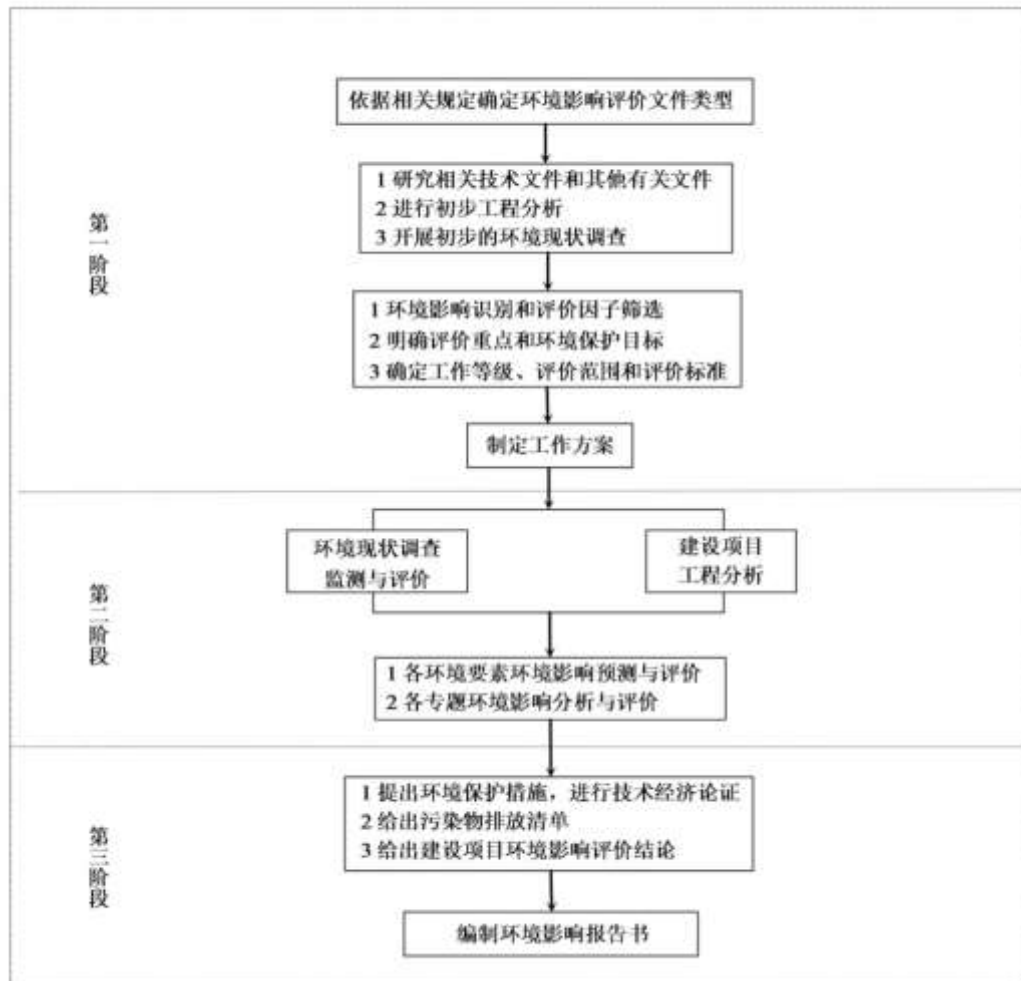 依据相关规定确定环境影响评价文件类型
1 研究相关技术文件和其他有关文件
2 进行初步工程分析
3 开展初步的环境现状调查
第一阶段
1 环境影响识别和评价因子筛选
2 明确评价重点和环境保护目标
3 确定工作等级、评价范围和评价标准
制定工作方案
环境现状调查
监测与评价
建设项目
工程分析
第二阶段
1 各环境要素环境影响预测与评价
2 各专题环境影响分析与评价
1 提出环境保护措施，进行技术经济论证
2 给出污染物排放清单
3 给出建设项目环境影响评价结论
第三阶段
编制环境影响报告书